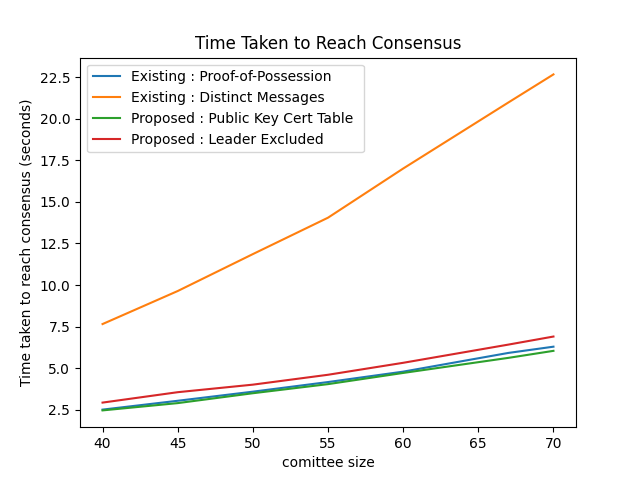 Time Taken to Reach Consensus
Existing : Proof-of-Possession
Existing : Distinct Messages
Proposed : Public Key Cert Table
Proposed : Leader Excluded
Time taken to reach consensus (seconds)
22.5
20.0
17.5
15.0
12.5
10.0
7.5
5.0
2.5
40 45 50 55 60 65 70
comittee size